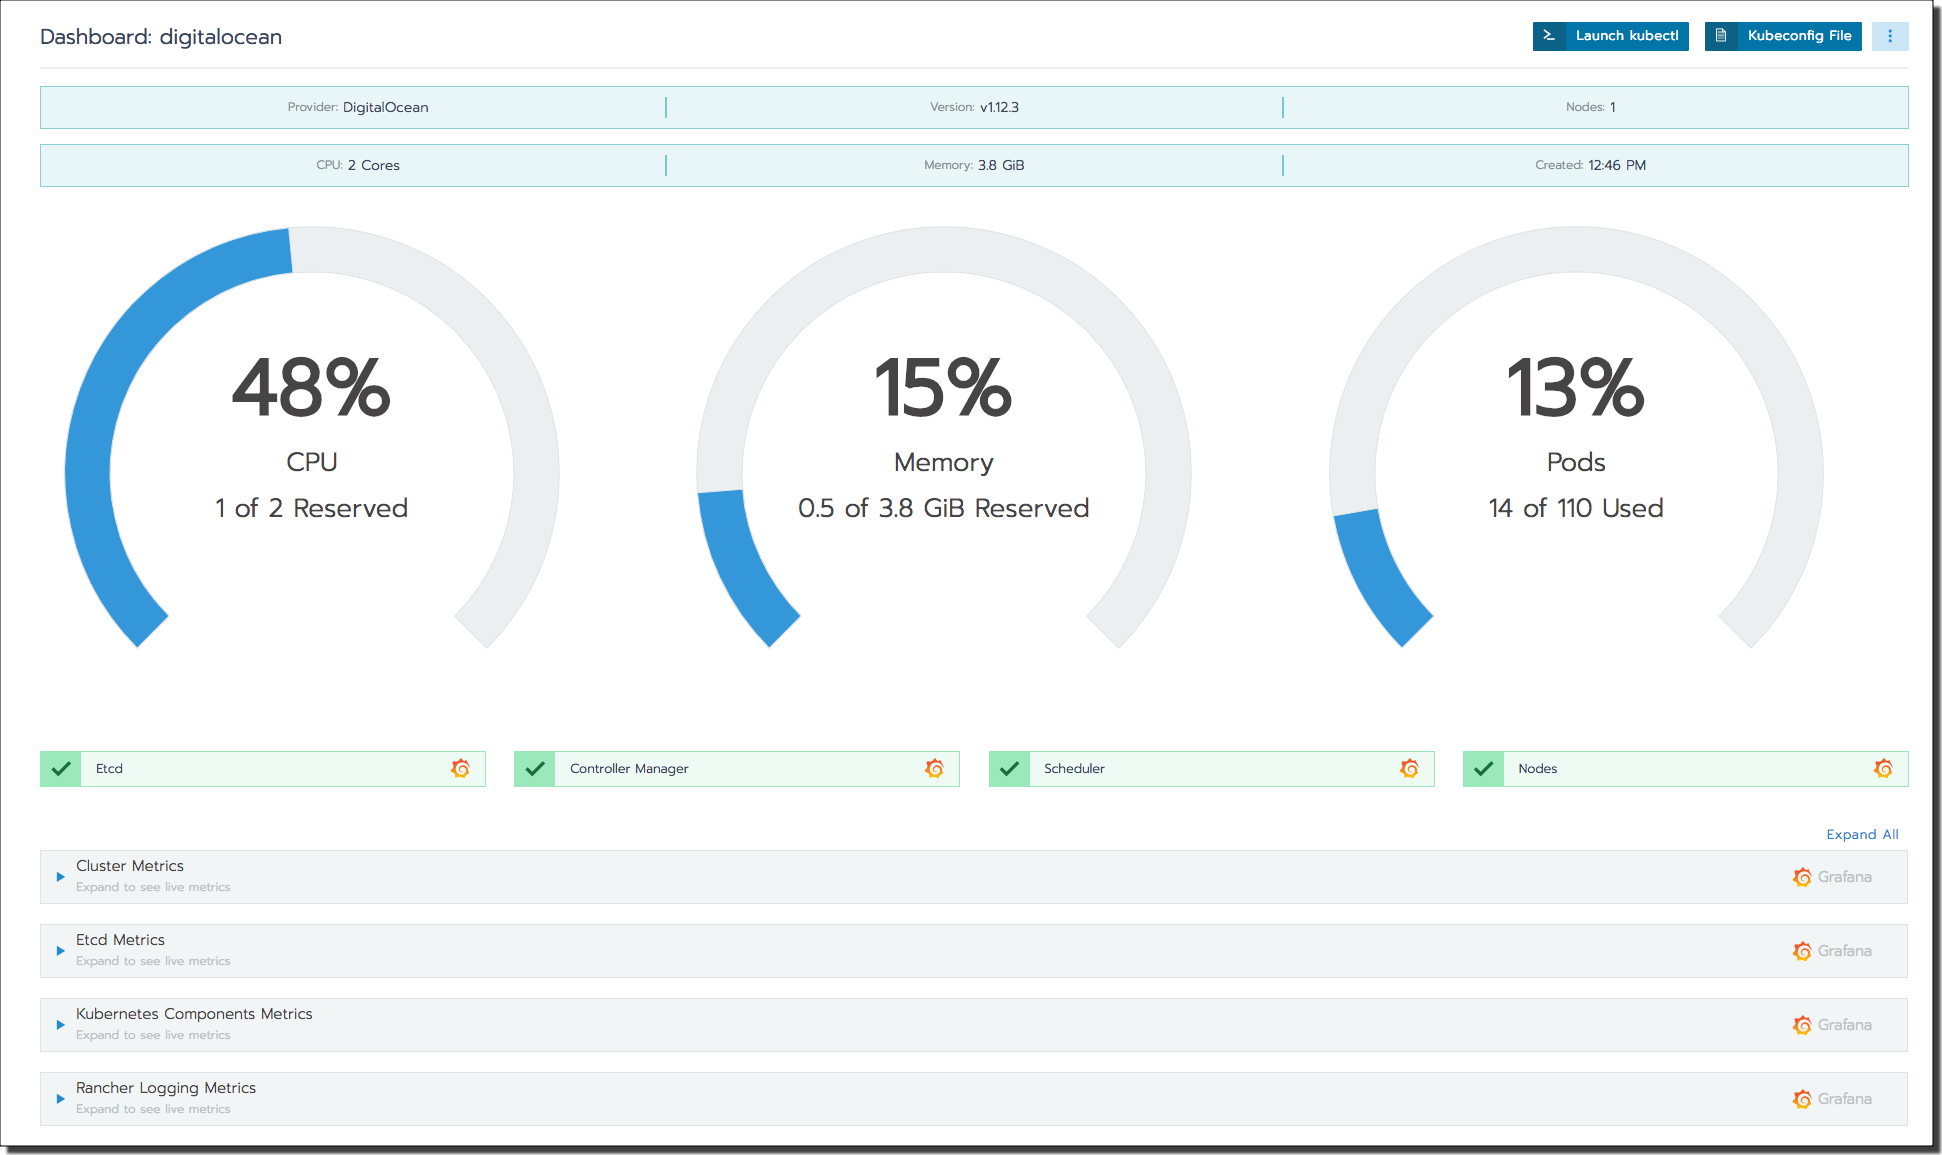 Dashboard: digitalocean
Launch kubectl
Kubeconfig File
Provider: DigitalOcean
Version: v1.12.3
Nodes: 1
CPU: 2 Cores
Memory: 3.8 GiB
Created: 12:46 PM
48%
CPU
1 of 2 Reserved
15%
Memory
0.5 of 3.8 GiB Reserved
13%
Pods
14 of 110 Used
Etcd
Controller Manager
Scheduler
Nodes
Expand All
Cluster Metrics
Expand to see live metrics
Grafana
Etcd Metrics
Expand to see live metrics
Grafana
Kubernetes Components Metrics
Expand to see live metrics
Grafana
Rancher Logging Metrics
Expand to see live metrics
Grafana